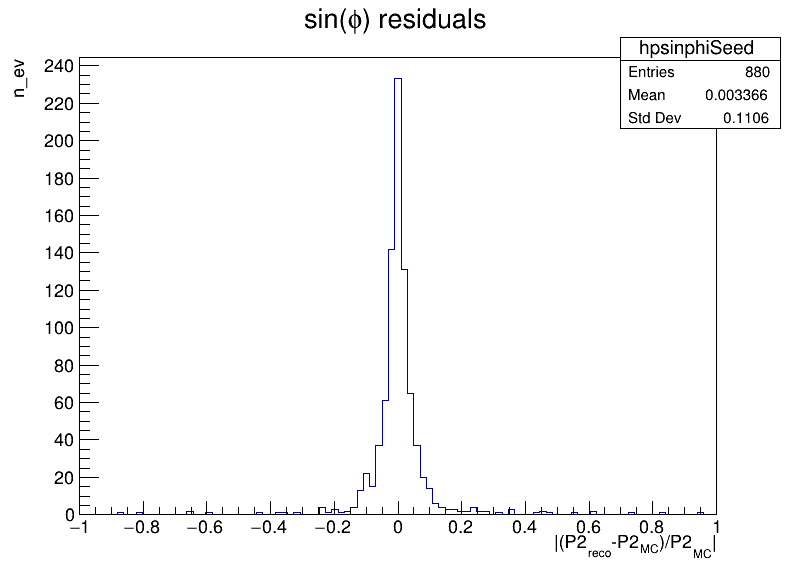 sin(ϕ) residuals
hpsinphiSeed
Entries 880
Mean 0.003366
Std Dev 0.1106
n_ev
240
220
200
180
160
140
120
100
80
60
40
20
0
−1 −0.8 −0.6 −0.4 −0.2 0 0.2 0.4 0.6 0.8 1
|(P2reco-P2MC)/P2MC|